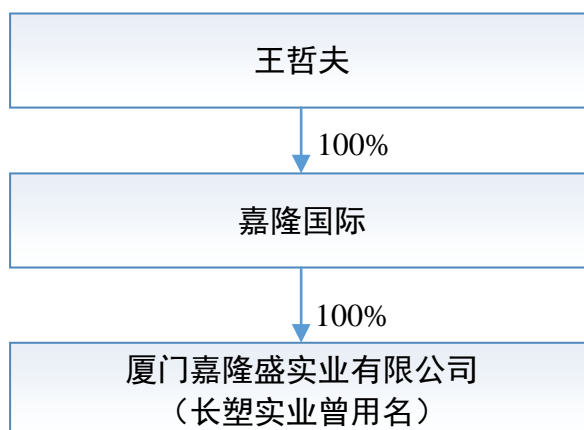 王哲夫
100%
嘉隆国际
100%
厦门嘉隆盛实业有限公司
（长塑实业曾用名）